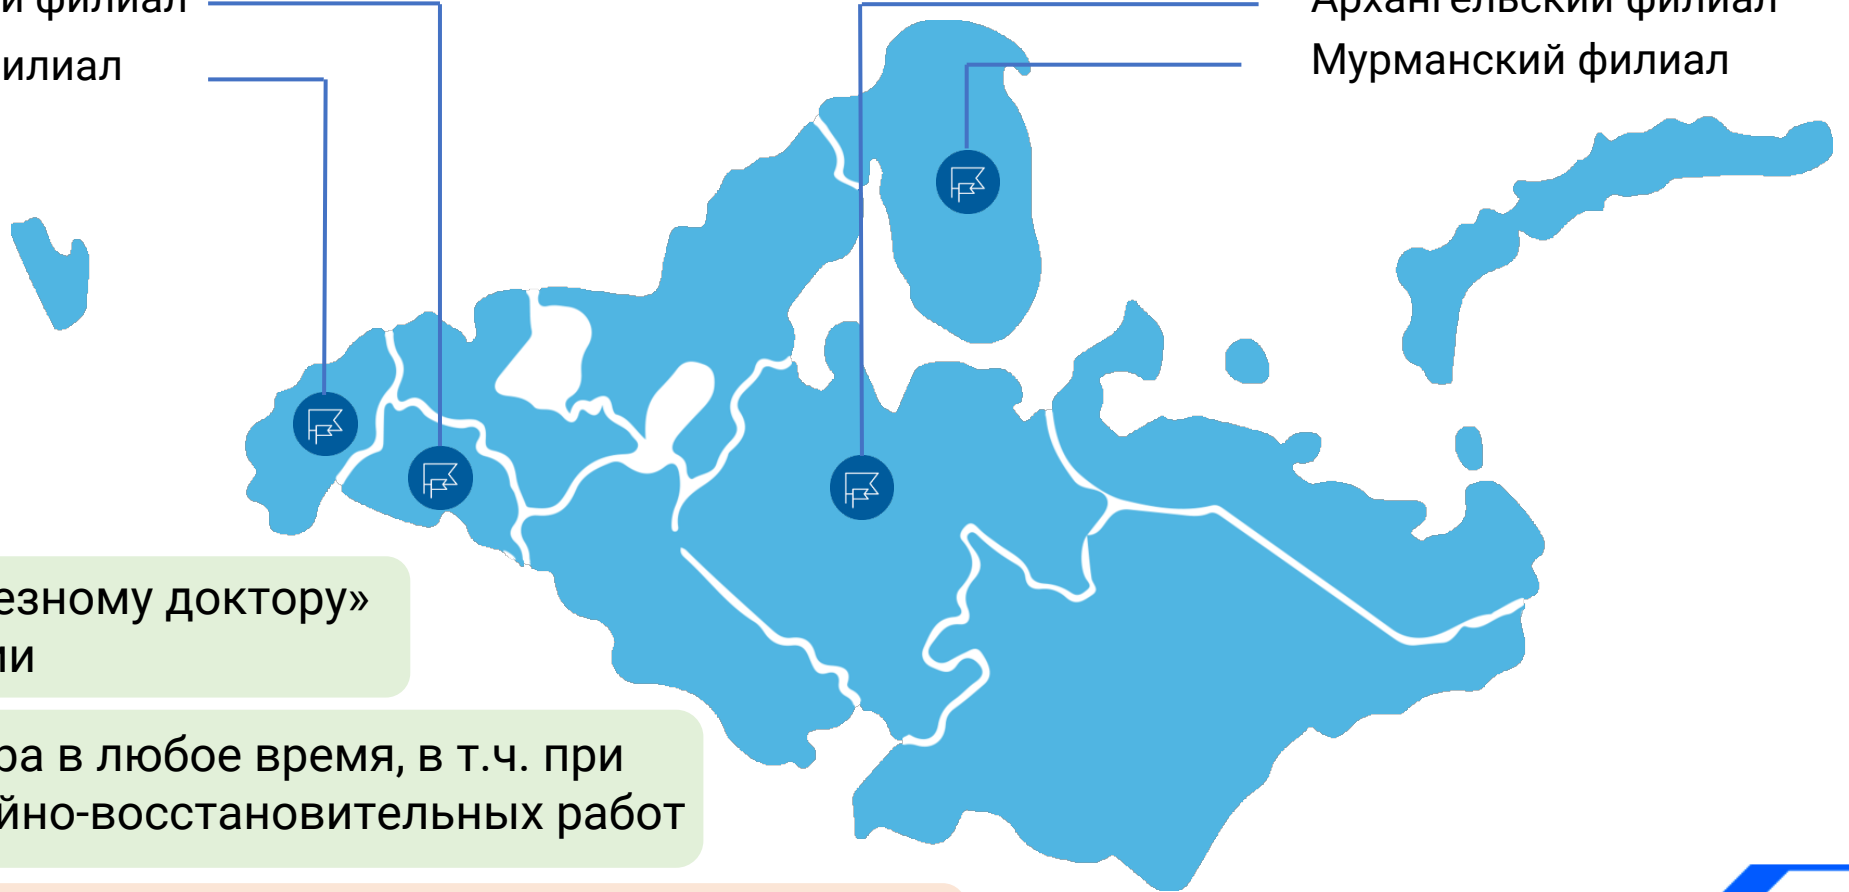 й филиал
илиал
Архангельский филиал
Мурманский филиал
езному доктору»
ии
ра в любое время, в т.ч. при
йно-восстановительных работ